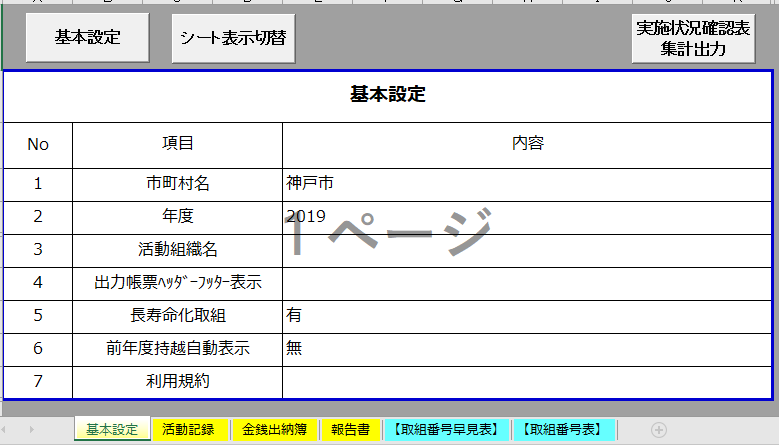 基本設定 シート表示切替 実施状況確認表
集計出力
基本設定
No 項目 内容
1 市町村名 神戸市
2 年度 2019
1 ページ
3 活動組織名
4 出力帳票ﾍｯﾀﾞｰﾌｯﾀｰ表示
5 長寿命化取組 有
6 前年度持越自動表示 無
7 利用規約
基本設定 活動記録 金銭出納簿 報告書 【取組番号早見表】 【取組番号表】